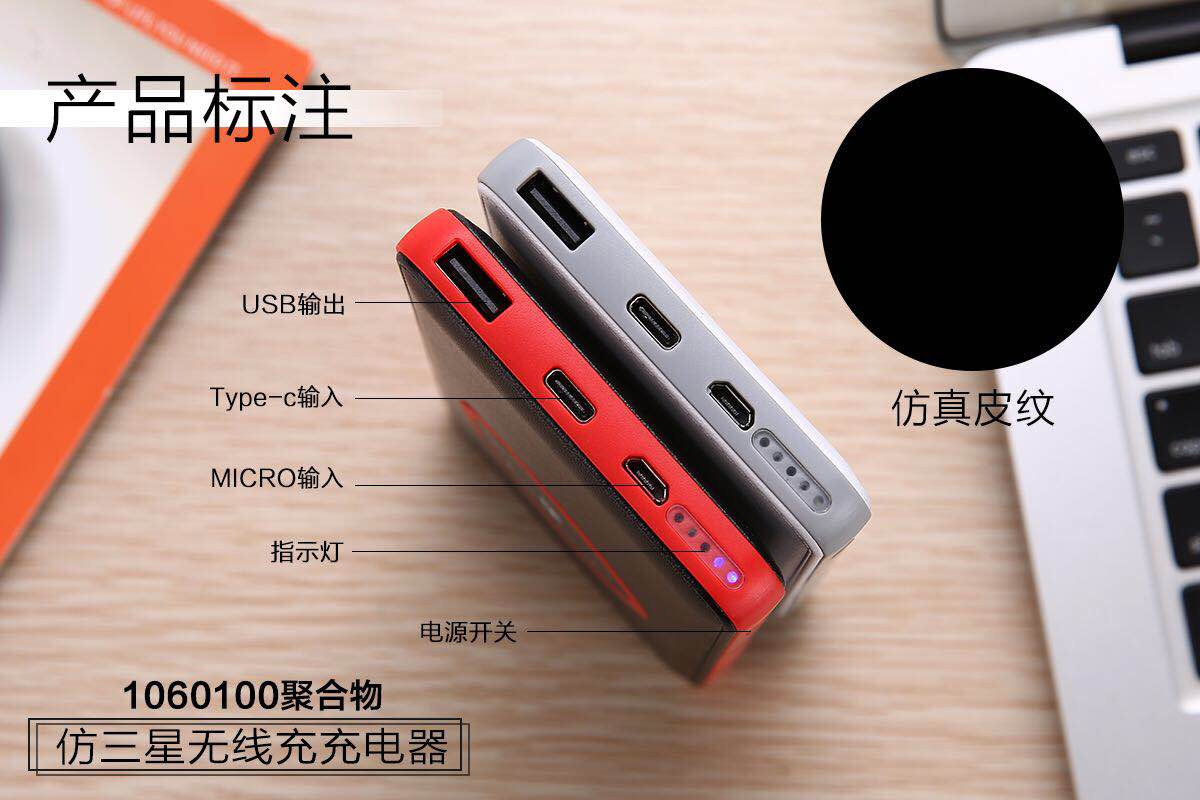 产品标注
USB输出
Type-c输入
MICRO输入
指示灯
电源开关
仿真皮纹
1060100聚合物
仿三星无线充充电器
esc
tab